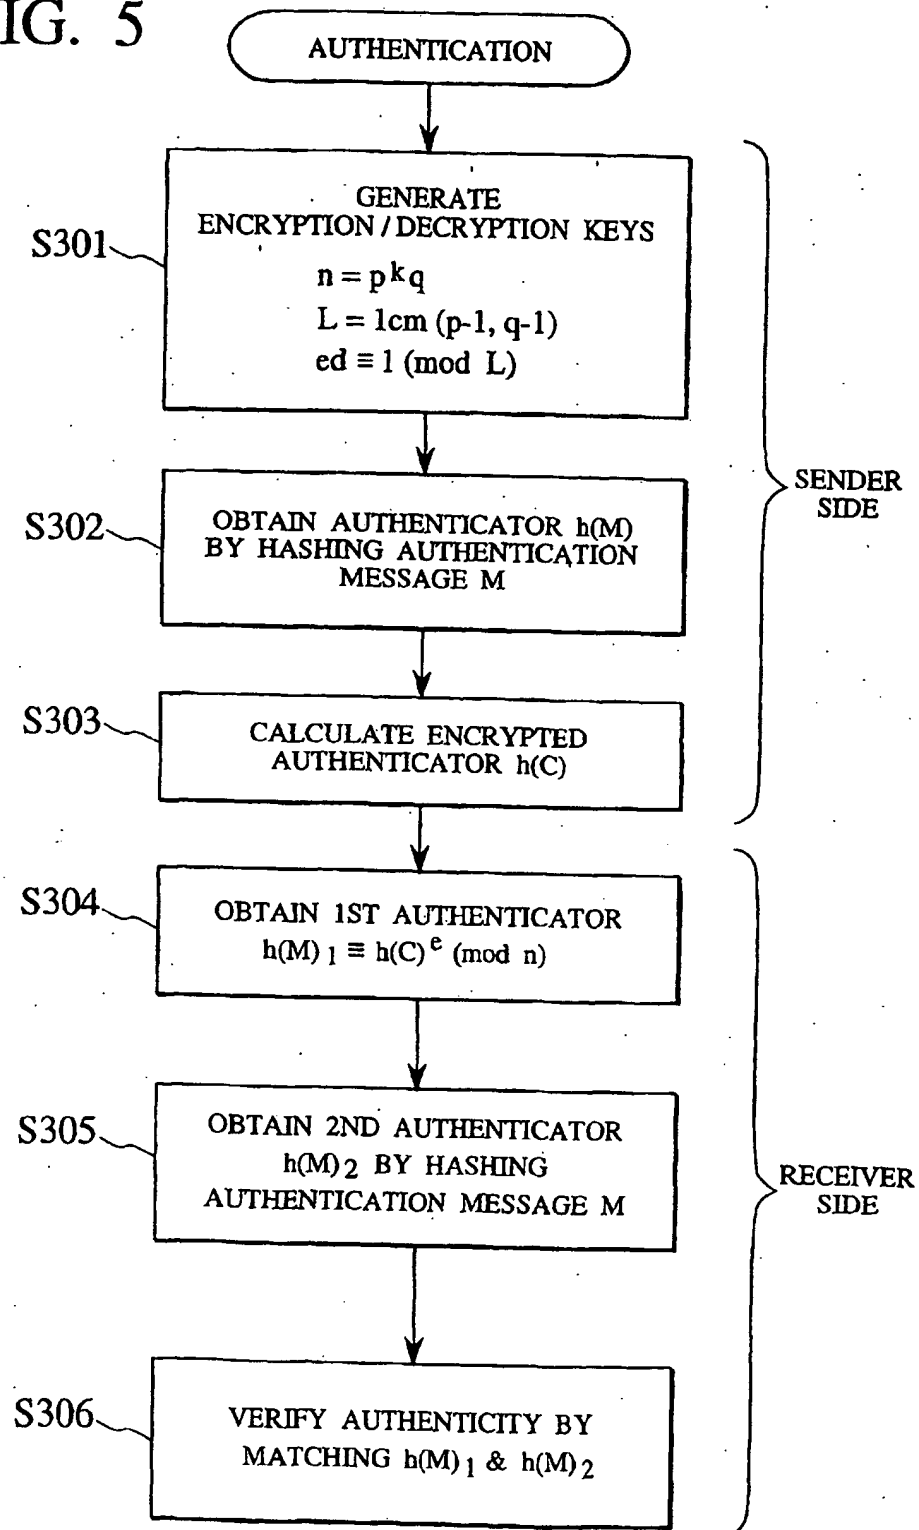 IG. 5
AUTHENTICATION
S301
GENERATE
ENCRYPTION / DECRYPTION KEYS
n = p^k q
L = 1cm (p-1, q-1)
ed ≡ 1 (mod L)
S302
OBTAIN AUTHENTICATOR h(M)
BY HASHING AUTHENTICATION
MESSAGE M
SENDER
SIDE
S303
CALCULATE ENCRYPTED
AUTHENTICATOR h(C)
S304
OBTAIN 1ST AUTHENTICATOR
h(M)₁ ≡ h(C)^e (mod n)
S305
OBTAIN 2ND AUTHENTICATOR
h(M)₂ BY HASHING
AUTHENTICATION MESSAGE M
RECEIVER
SIDE
S306
VERIFY AUTHENTICITY BY
MATCHING h(M)₁ & h(M)₂